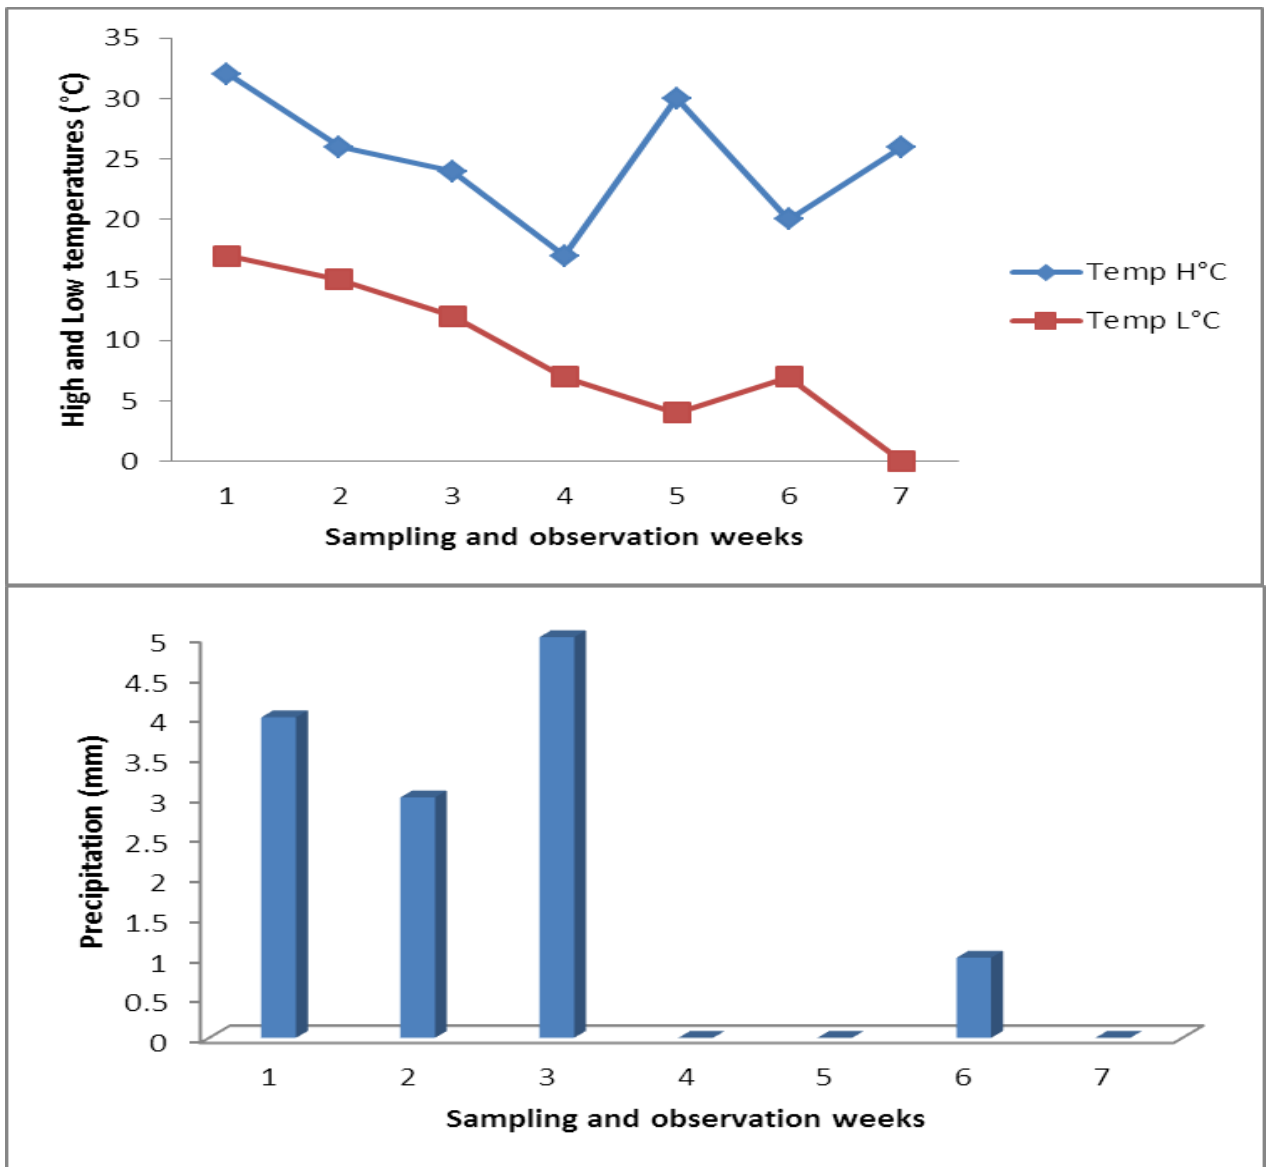 High and Low temperatures (°C)
35
30
25
20
15
10
5
0
1 2 3 4 5 6 7
Sampling and observation weeks
Temp H°C
Temp L°C
Precipitation (mm)
5
4.5
4
3.5
3
2.5
2
1.5
1
0.5
0
1 2 3 4 5 6 7
Sampling and observation weeks